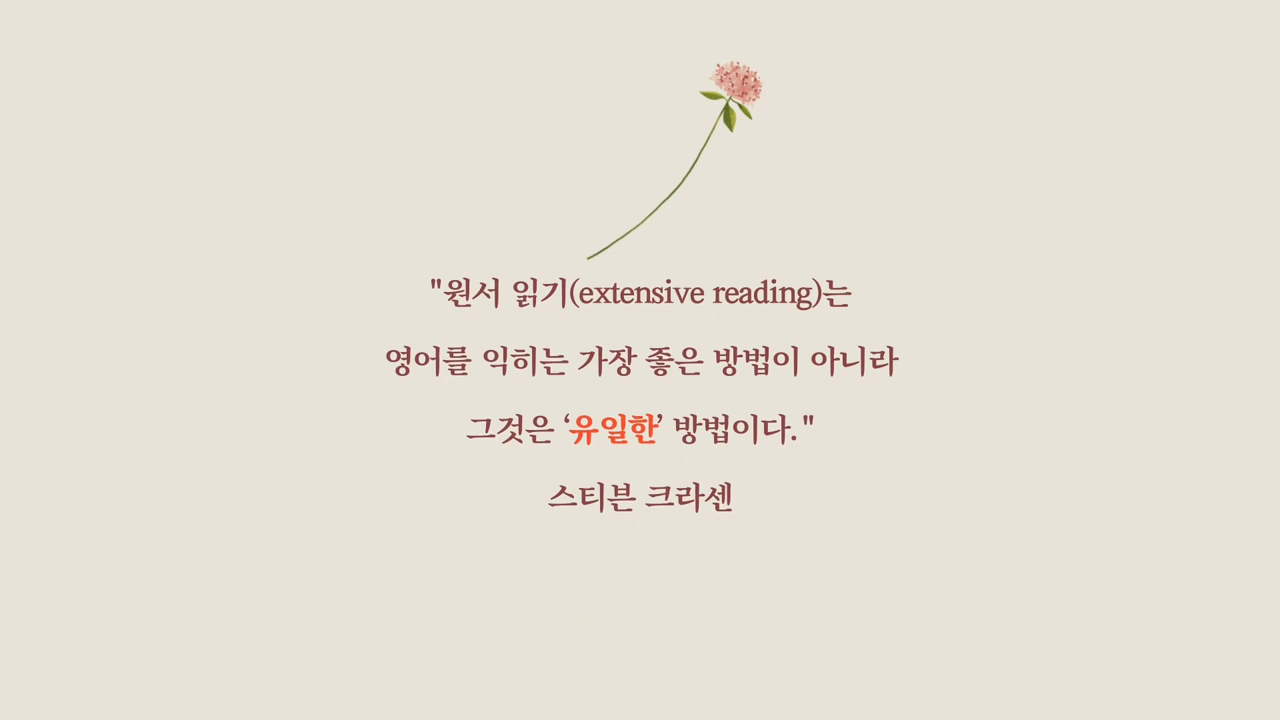 "원서 읽기(extensive reading)는
영어를 익히는 가장 좋은 방법이 아니라
그것은 ‘유일한’ 방법이다."
스티븐 크라센